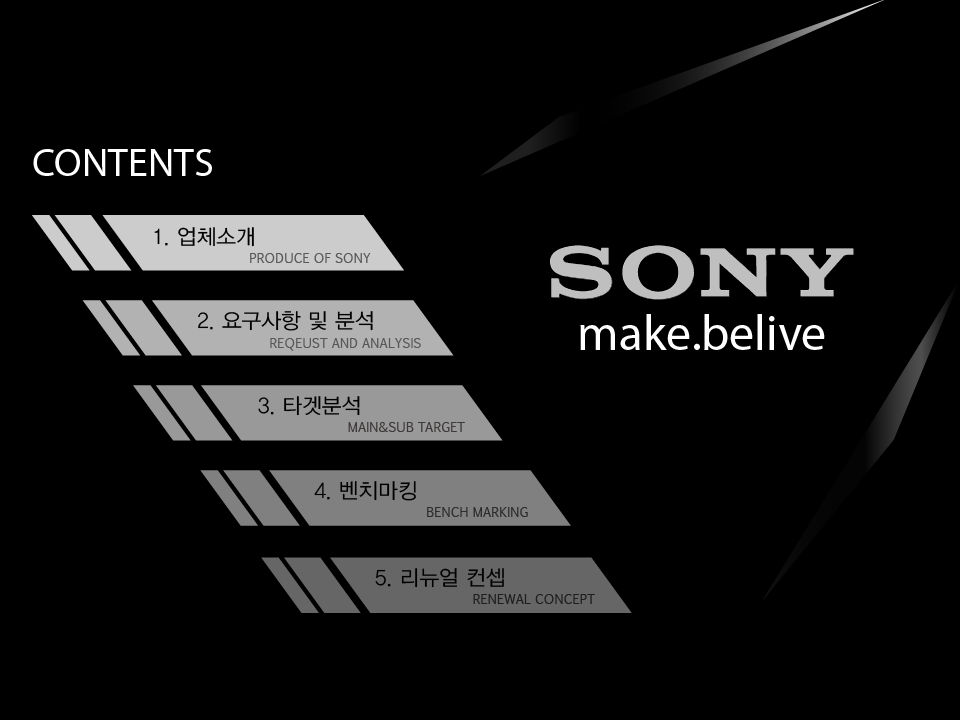 CONTENTS
1. 업체소개
PRODUCE OF SONY
2. 요구사항 및 분석
REQEUST AND ANALYSIS
3. 타겟분석
MAIN&SUB TARGET
4. 벤치마킹
BENCH MARKING
5. 리뉴얼 컨셉
RENEWAL CONCEPT
SONY
make.belive